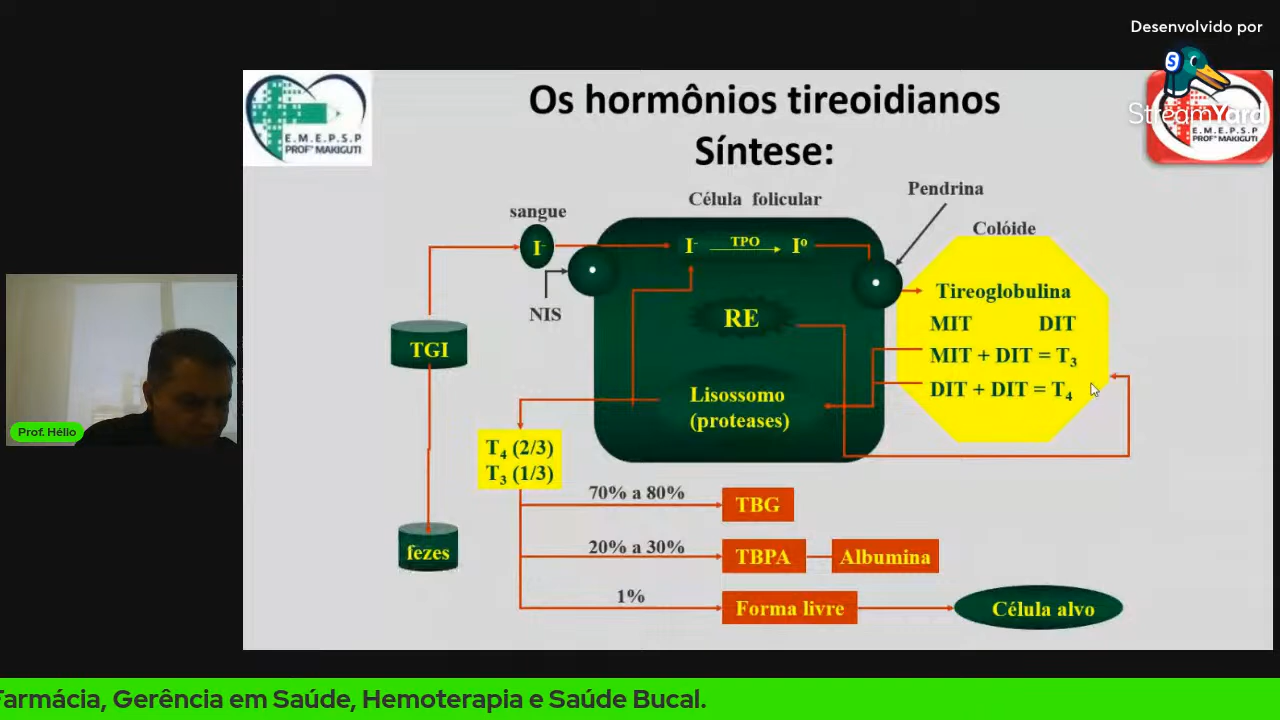 Desenvolvido por
S
StreamYard
E.M.E.P.S.P
PROFº MAKIGUTI
E.M.E.P.S.P
PROFº MAKIGUTI
Os hormônios tireoidianos
Síntese:
Célula folicular
Pendrina
sangue
Colóide
I-
I- TPO Iº
Tireoglobulina
NIS
RE
MIT DIT
TGI
MIT + DIT = T3
DIT + DIT = T4
Lisossomo
(proteases)
Prof. Hélio
T4 (2/3)
T3 (1/3)
70% a 80%
TBG
20% a 30%
TBPA
Albumina
fezes
1%
Forma livre
Célula alvo
Farmácia, Gerência em Saúde, Hemoterapia e Saúde Bucal.